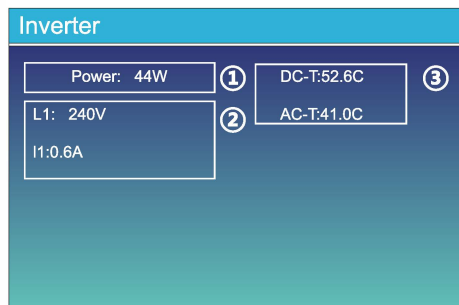 Inverter
Power: 44W
①
L1: 240V
I1:0.6A
②
DC-T:52.6C
AC-T:41.0C
③